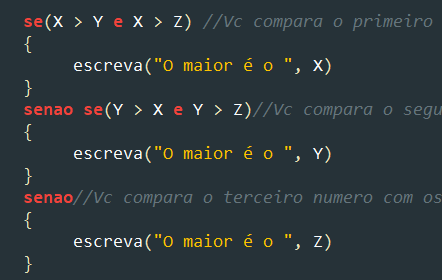 se(X > Y e X > Z) //Vc compara o primeiro
{
escreva("O maior é o ", X)
}
senao se(Y > X e Y > Z)//Vc compara o segu
{
escreva("O maior é o ", Y)
}
senao//Vc compara o terceiro numero com os
{
escreva("O maior é o ", Z)
}